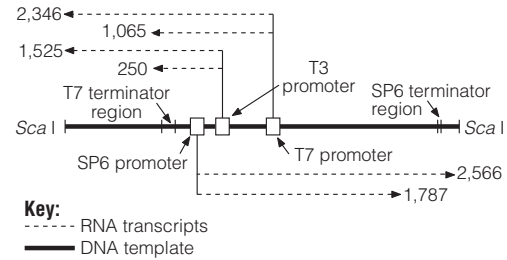 2,346
1,065
1,525
250
T3
promoter
T7 terminator
region
SP6 terminator
region
Sca I
Sca I
SP6 promoter
T7 promoter
2,566
1,787
Key:
RNA transcripts
DNA template